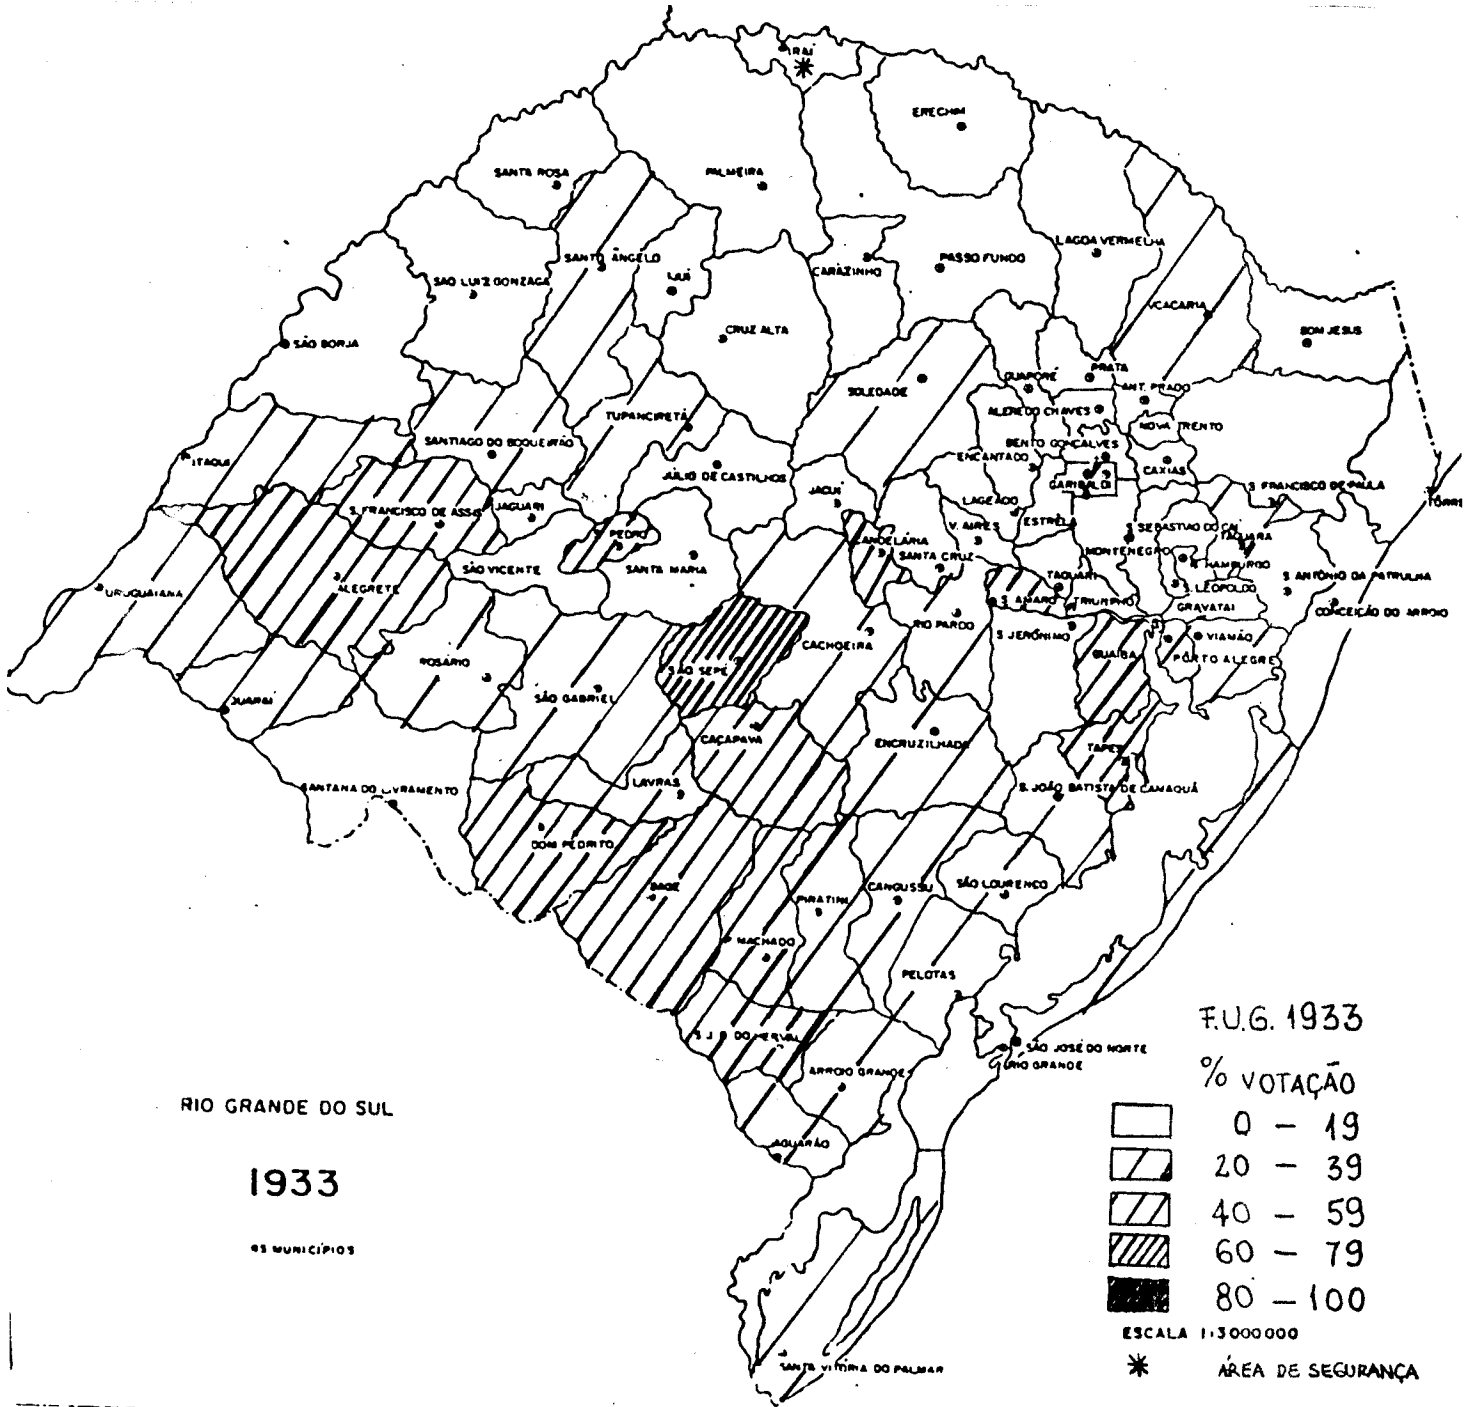 IRAÍ
ERECHIM
SANTA ROSA
PALMEIRA
LAGOA VERMELHA
SANTO ÂNGELO
PASSO FUNDO
CARÀZINHO
IJUÍ
SAO LUIZ GONZAGA
VCACARIA
CRUZ ALTA
BOM JESUS
SÃO BORJA
PRATA
GUAPORÉ
ANT. PRADO
SOLEDADE
ALFREDO CHAVES
TUPANCIRETÃ
NOVA TRENTO
SANTIAGO DO BOQUEIRÃO
BENTO GONÇALVES
ENCANTADO
ITAQUI
CAXIAS
JÚLIO DE CASTILHOS
GARIBALDI
S. FRANCISCO DE PAULA
JACUÍ
LAGEADO
TÔRRES
S. FRANCISCO DE ASSIS
JAGUARI
V. AIRES
ESTRÊLA
S. SEBASTIÃO DO CAÍ
TAQUARA
S. PEDRO
CANDELÁRIA
SANTA CRUZ
MONTENEGRO
N. HAMBURGO
SÃO VICENTE
SANTA MARIA
S. ANTÔNIO DA PATRULHA
ALEGRETE
TAQUARI
S. LEOPOLDO
URUGUAIANA
S. AMARO
TRIUMPHO
GRAVATAI
CONCEIÇÃO DO ARROIO
RIO PARDO
S. JERÔNIMO
VIAMÃO
CACHOEIRA
GUAÍBA
PÔRTO ALEGRE
ROSÁRIO
SÃO SEPÉ
SÃO GABRIEL
QUARAÍ
CAÇAPAVA
ENCRUZILHADA
TAPES
LAVRAS
SANTANA DO LIVRAMENTO
S. JOÃO BATISTA DE CAMAQUÃ
DOM PEDRITO
BAGÉ
CANGUSSU
SÃO LOURENÇO
PIRATINI
P. MACHADO
PELOTAS
F.U.G. 1933
S. J. B. DO HERVAL
SÃO JOSÉ DO NORTE
RIO GRANDE
ARROIO GRANDE
% VOTAÇÃO
RIO GRANDE DO SUL
0 - 19
JAGUARÃO
20 - 39
1933
40 - 59
MUNICÍPIOS
60 - 79
80 - 100
ESCALA 1:3000000
SANTA VITÓRIA DO PALMAR
ÁREA DE SEGURANÇA